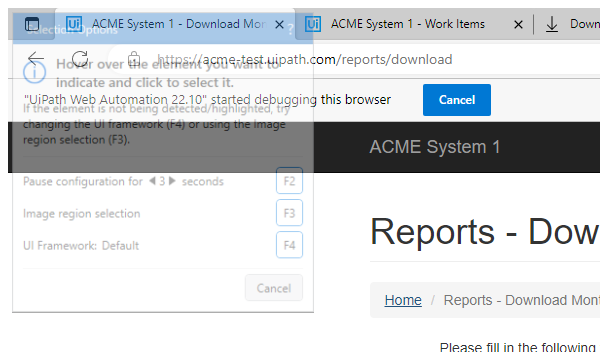 Ui ACME System 1 - Download Mon
Ui ACME System 1 - Work Items
Down
Selection Options ?
https://acme-test.uipath.com/reports/download
Hover over the element you want to
indicate and click to select it.
"UiPath Web Automation 22.10" started debugging this browser
Cancel
If the element is not being detected/highlighted, try
changing the UI framework (F4) or using the Image
region selection (F3).
ACME System 1
Pause configuration for 3 seconds F2
Image region selection F3
UI Framework: Default F4
Cancel
Reports - Dow
Home / Reports - Download Mont
Please fill in the following